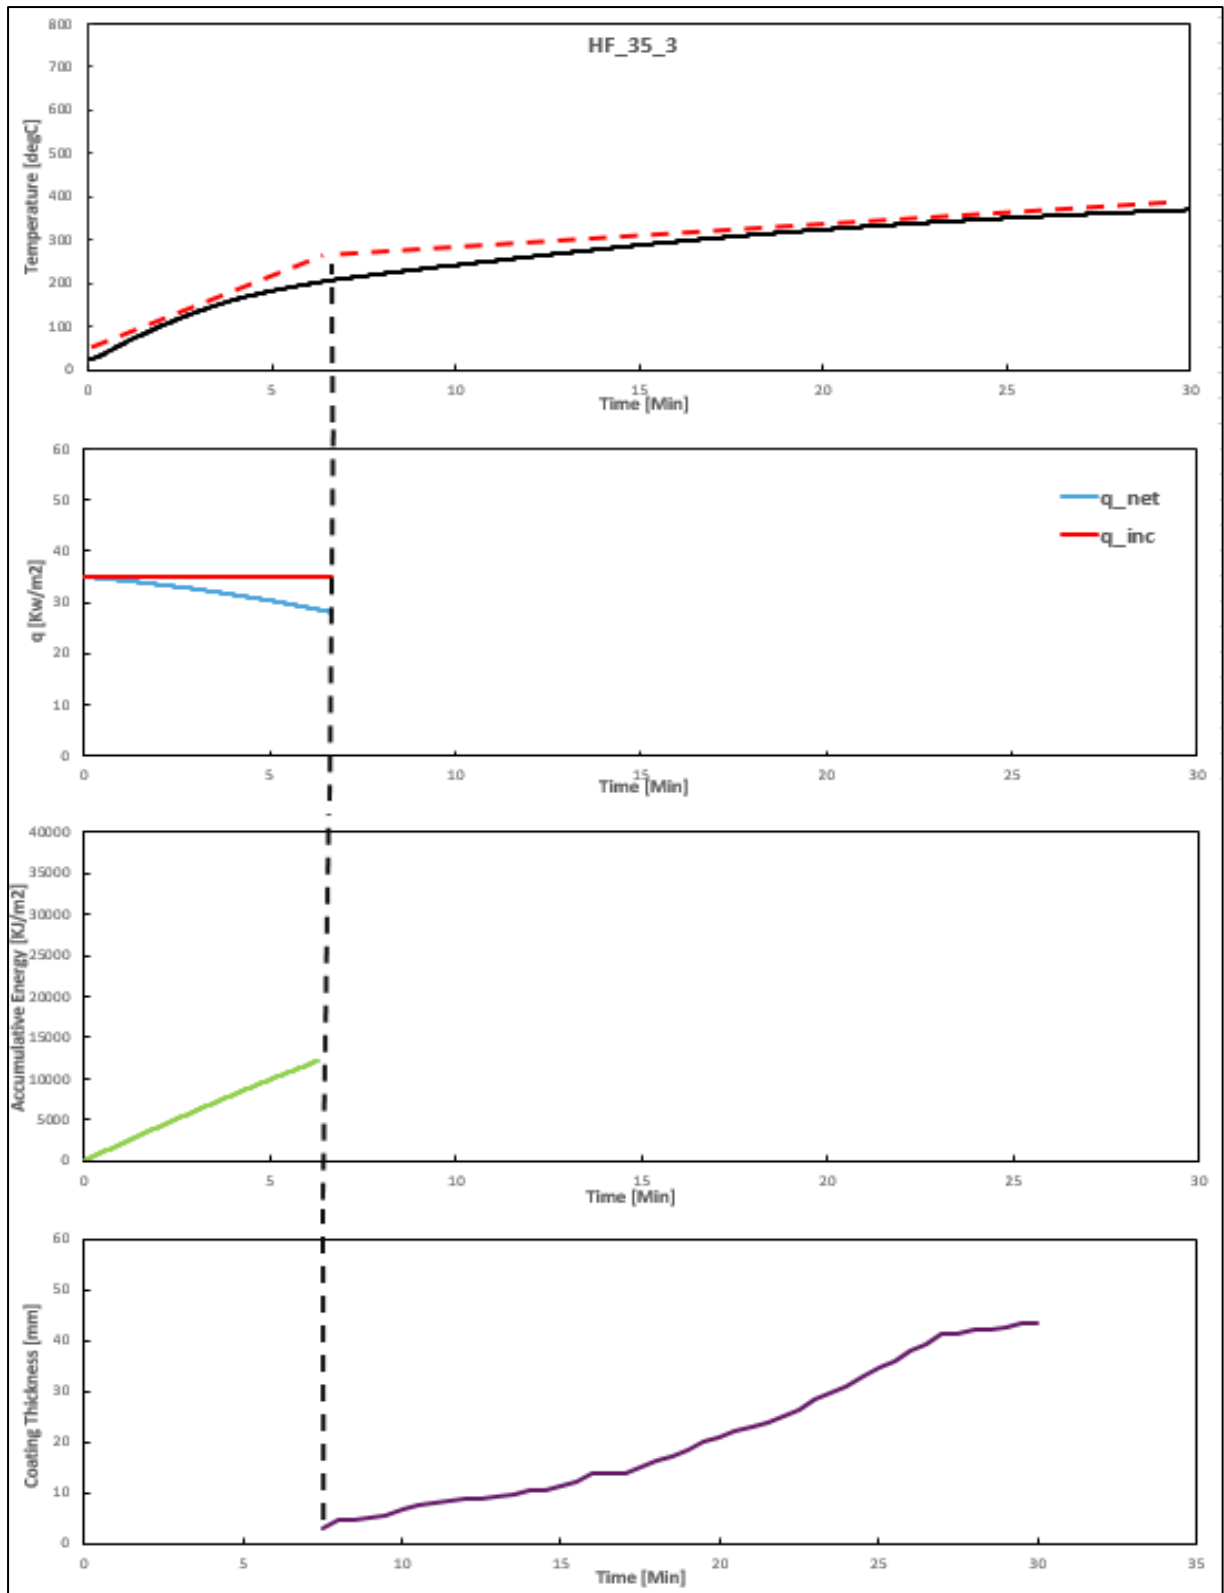 HF_35_3
Temperature [degC]
800
700
600
500
400
300
200
100
0
0 5 10 15 20 25 30
Time [Min]
q [Kw/m2]
60
50
40
30
20
10
0
q_net
q_inc
0 5 10 15 20 25 30
Time [Min]
Accumulative Energy [KJ/m2]
40000
35000
30000
25000
20000
15000
10000
5000
0
0 5 10 15 20 25 30
Time [Min]
Coating Thickness [mm]
60
50
40
30
20
10
0
0 5 10 15 20 25 30 35
Time [Min]